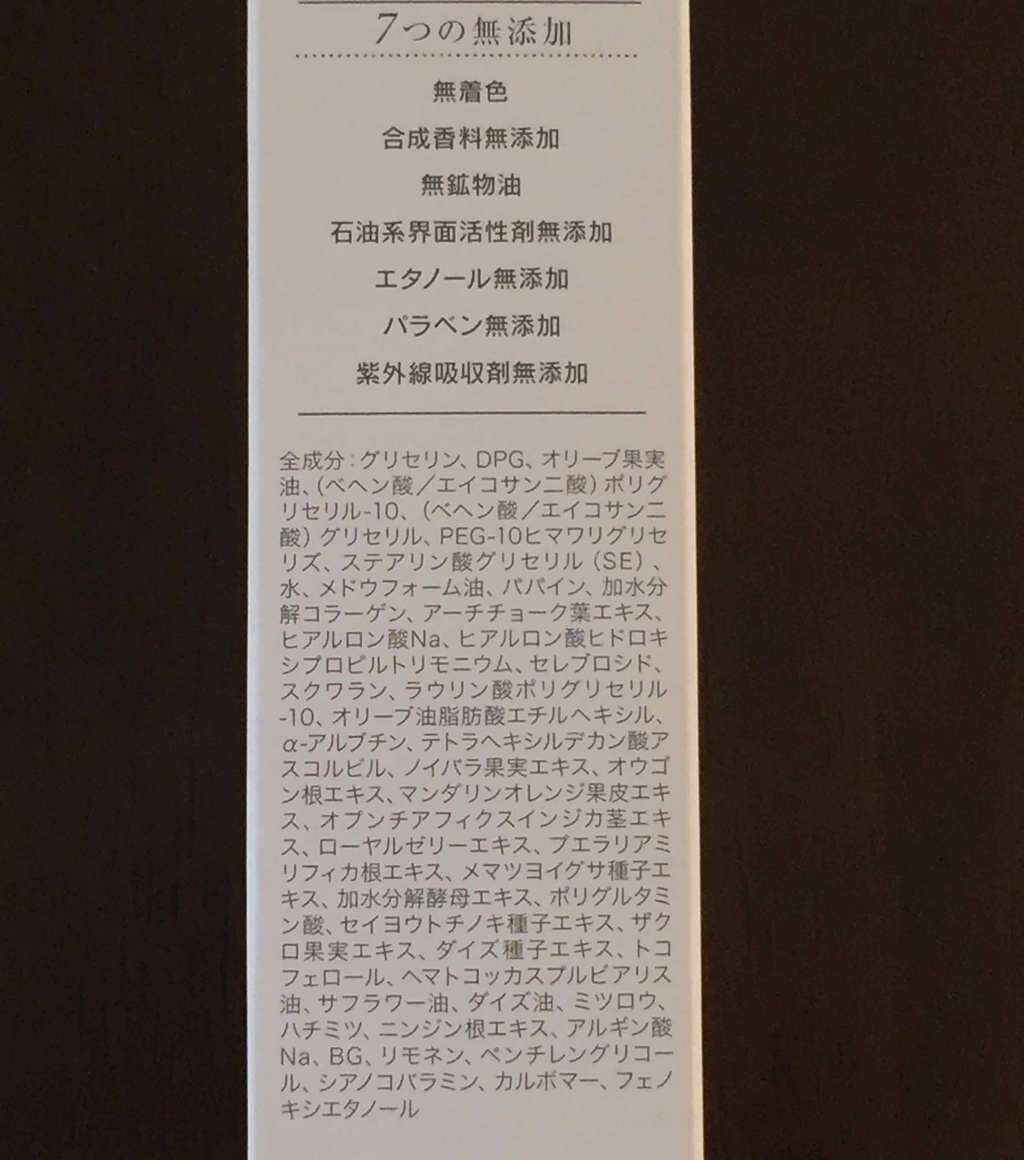 7つの無添加
無着色
合成香料無添加
無鉱物油
石油系界面活性剤無添加
エタノール無添加
パラベン無添加
紫外線吸収剤無添加
全成分：グリセリン、DPG、オリーブ果実
油、（ベヘン酸／エイコサン二酸）ポリグ
リセリル-10、（ベヘン酸／エイコサン二
酸）グリセリル、PEG-10ヒマワリグリセ
リズ、ステアリン酸グリセリル（SE）、
水、メドウフォーム油、パパイン、加水分
解コラーゲン、アーチチョーク葉エキス、
ヒアルロン酸Na、ヒアルロン酸ヒドロキ
シプロピルトリモニウム、セレブロシド、
スクワラン、ラウリン酸ポリグリセリル
-10、オリーブ油脂肪酸エチルヘキシル、
α-アルブチン、テトラヘキシルデカン酸ア
スコルビル、ノイバラ果実エキス、オウゴ
ン根エキス、マンダリンオレンジ果皮エキ
ス、オプンチアフィクスインジカ茎エキ
ス、ローヤルゼリーエキス、プエラリアミ
リフィカ根エキス、メマツヨイグサ種子エ
キス、加水分解酵母エキス、ポリグルタミ
ン酸、セイヨウトチノキ種子エキス、ザク
ロ果実エキス、ダイズ種子エキス、トコ
フェロール、ヘマトコッカスプルビアリス
油、サフラワー油、ダイズ油、ミツロウ、
ハチミツ、ニンジン根エキス、アルギン酸
Na、BG、リモネン、ペンチレングリコー
ル、シアノコバラミン、カルボマー、フェノ
キシエタノール